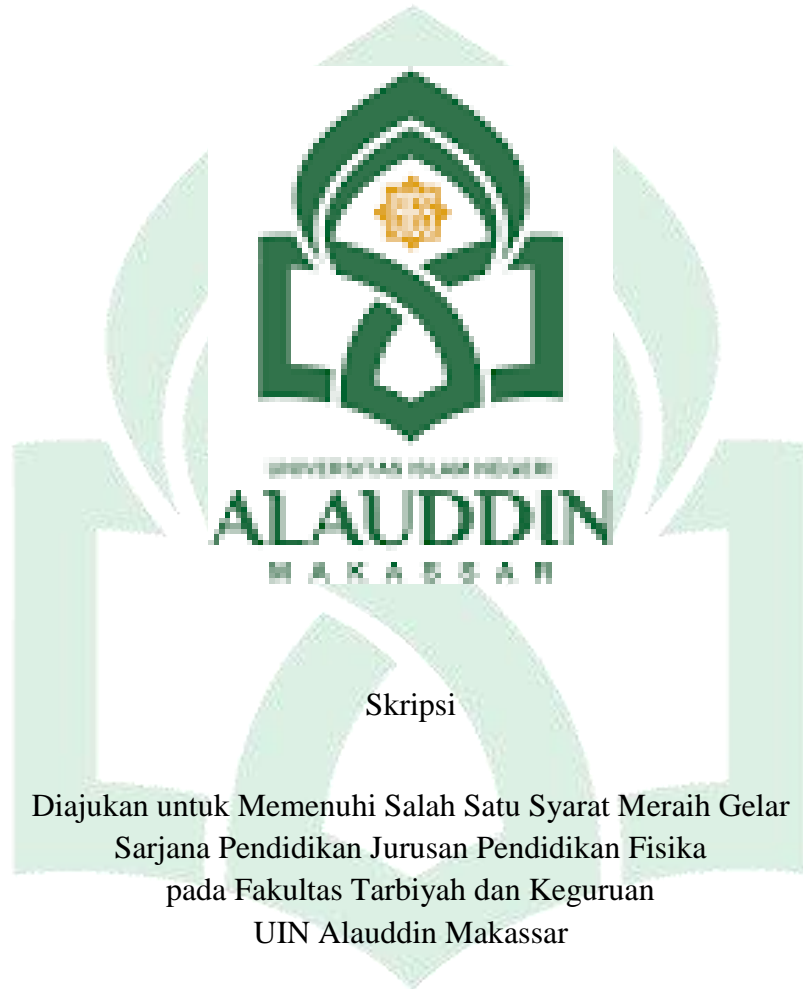 UNIVERSITAS ISLAM NEGERI
ALAUDDIN
MAKASSAR
Skripsi
Diajukan untuk Memenuhi Salah Satu Syarat Meraih Gelar
Sarjana Pendidikan Jurusan Pendidikan Fisika
pada Fakultas Tarbiyah dan Keguruan
UIN Alauddin Makassar